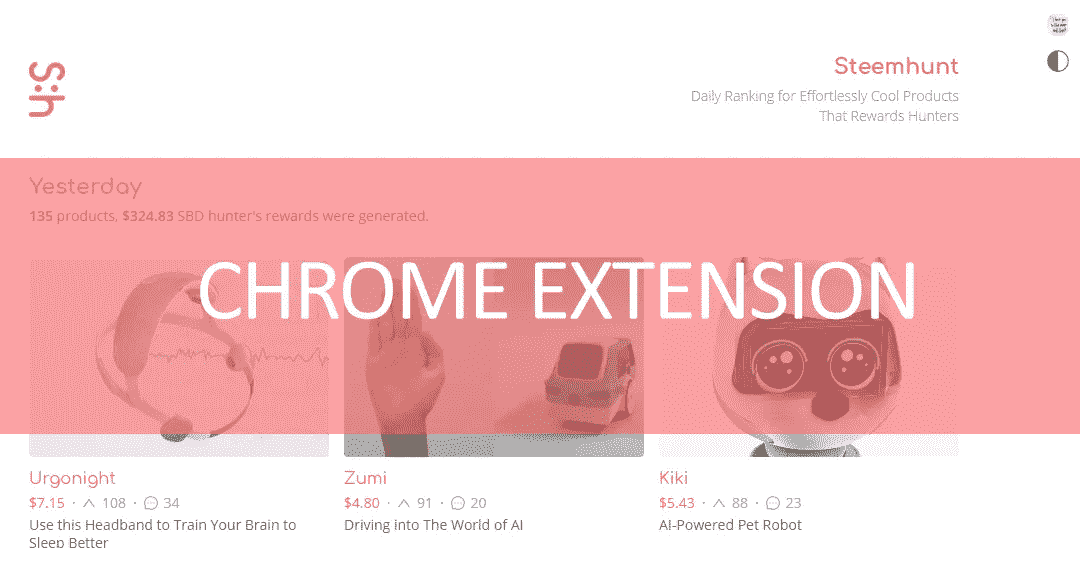 S:h
Steemhunt
Daily Ranking for Effortlessly Cool Products
That Rewards Hunters
Yesterday
135 products, $324.83 SBD hunter's rewards were generated.
CHROME EXTENSION
Urgonight
$7.15 · 108 · 34
Use this Headband to Train Your Brain to
Sleep Better
Zumi
$4.80 · 91 · 20
Driving into The World of AI
Kiki
$5.43 · 88 · 23
AI-Powered Pet Robot